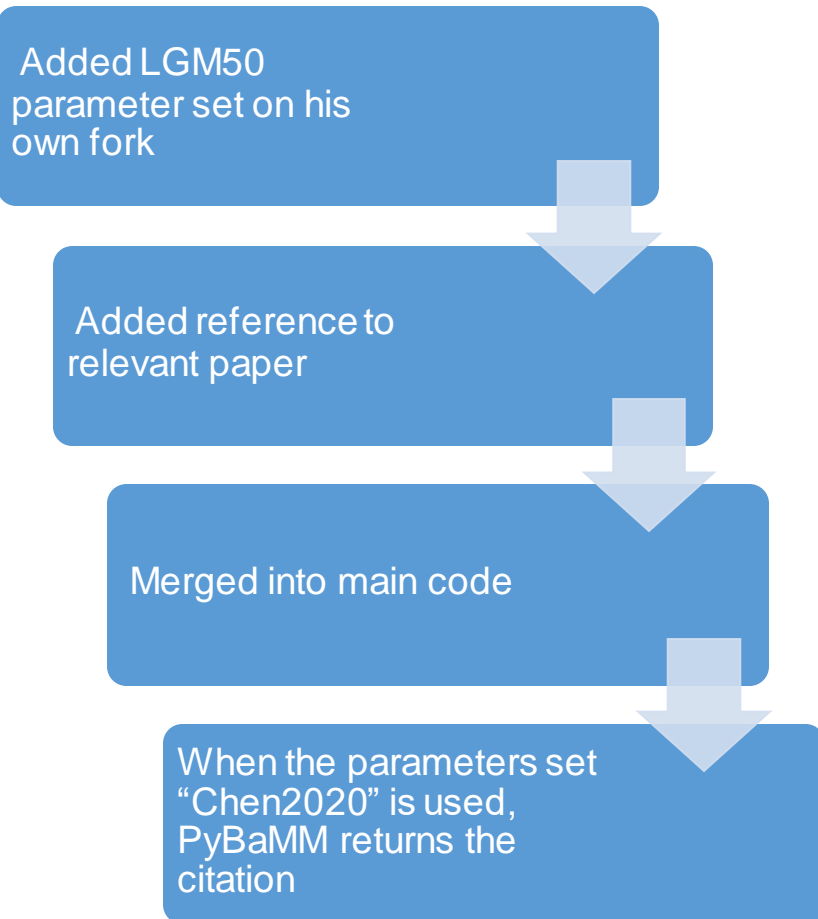 Added LGM50
parameter set on his
own fork
Added reference to
relevant paper
Merged into main code
When the parameters set
“Chen2020” is used,
PyBaMM returns the
citation